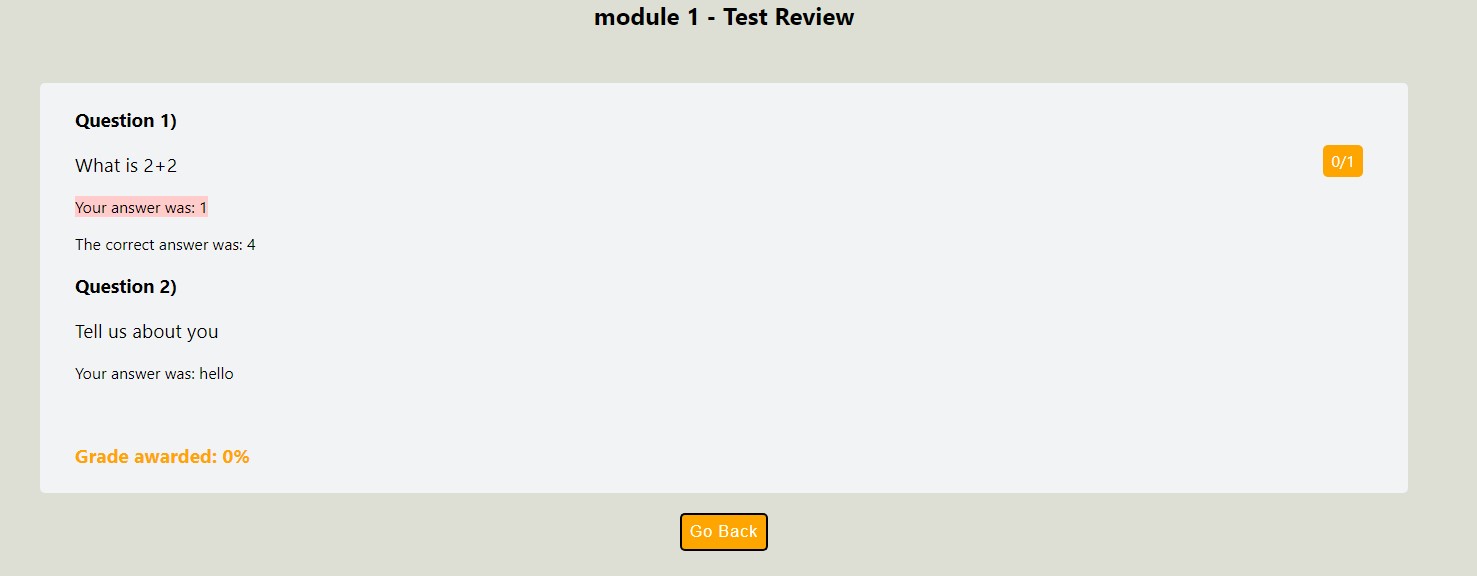 module 1 - Test Review
Question 1)
What is 2+2
0/1
Your answer was: 1
The correct answer was: 4
Question 2)
Tell us about you
Your answer was: hello
Grade awarded: 0%
Go Back